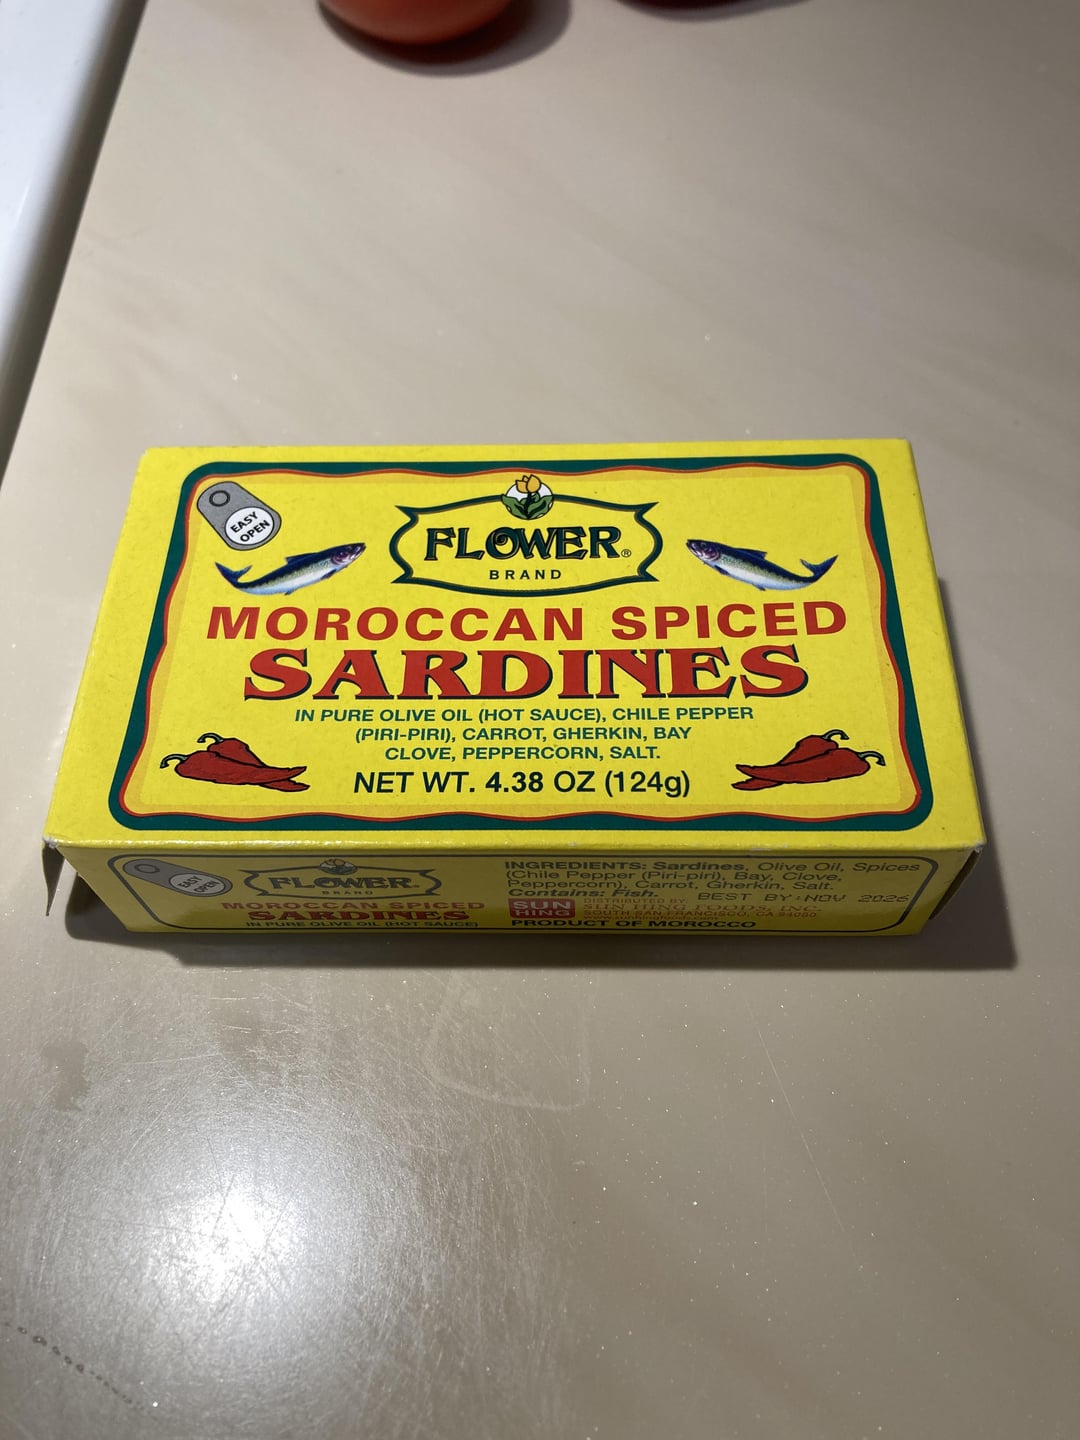 EASY
OPEN
FLOWER®
BRAND
MOROCCAN SPICED
SARDINES
IN PURE OLIVE OIL (HOT SAUCE), CHILE PEPPER
(PIRI-PIRI), CARROT, GHERKIN, BAY
CLOVE, PEPPERCORN, SALT.
NET WT. 4.38 OZ (124g)
EASY
OPEN
FLOWER®
BRAND
MOROCCAN SPICED
SARDINES
IN PURE OLIVE OIL (HOT SAUCE)
INGREDIENTS: Sardines, Olive Oil, Spices
(Chile Pepper (Piri-piri), Bay, Clove,
Peppercorn), Carrot, Gherkin, Salt.
Contains: Fish.
BEST BY: NOV 2026
SUN
HING
DISTRIBUTED BY
SUN HING FOODS, INC.
SOUTH SAN FRANCISCO, CA 94080
PRODUCT OF MOROCCO